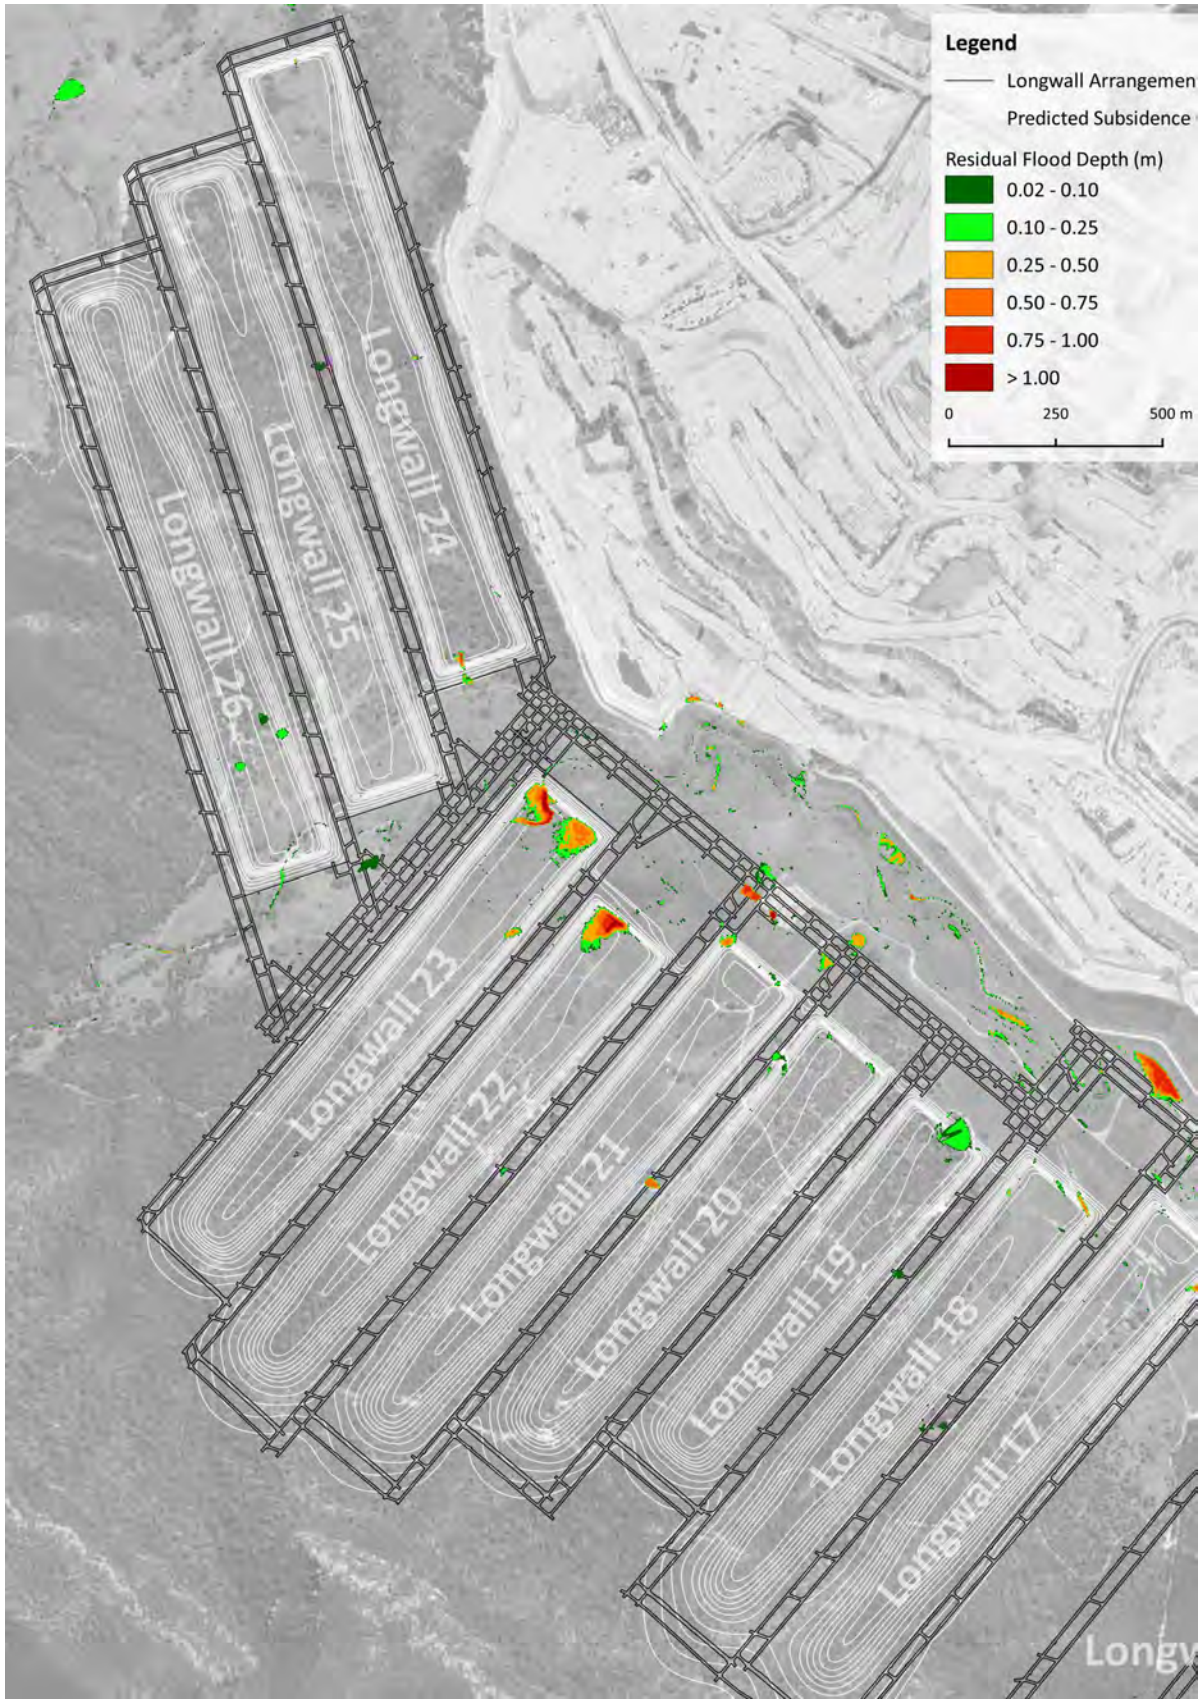 Legend
Longwall Arrangemen
Predicted Subsidence
Residual Flood Depth (m)
0.02 - 0.10
0.10 - 0.25
0.25 - 0.50
0.50 - 0.75
0.75 - 1.00
> 1.00
0 250 500 m
Longwall 24
Longwall 25
Longwall 26
Longwall 23
Longwall 22
Longwall 21
Longwall 20
Longwall 19
Longwall 18
Longwall 17
Longw